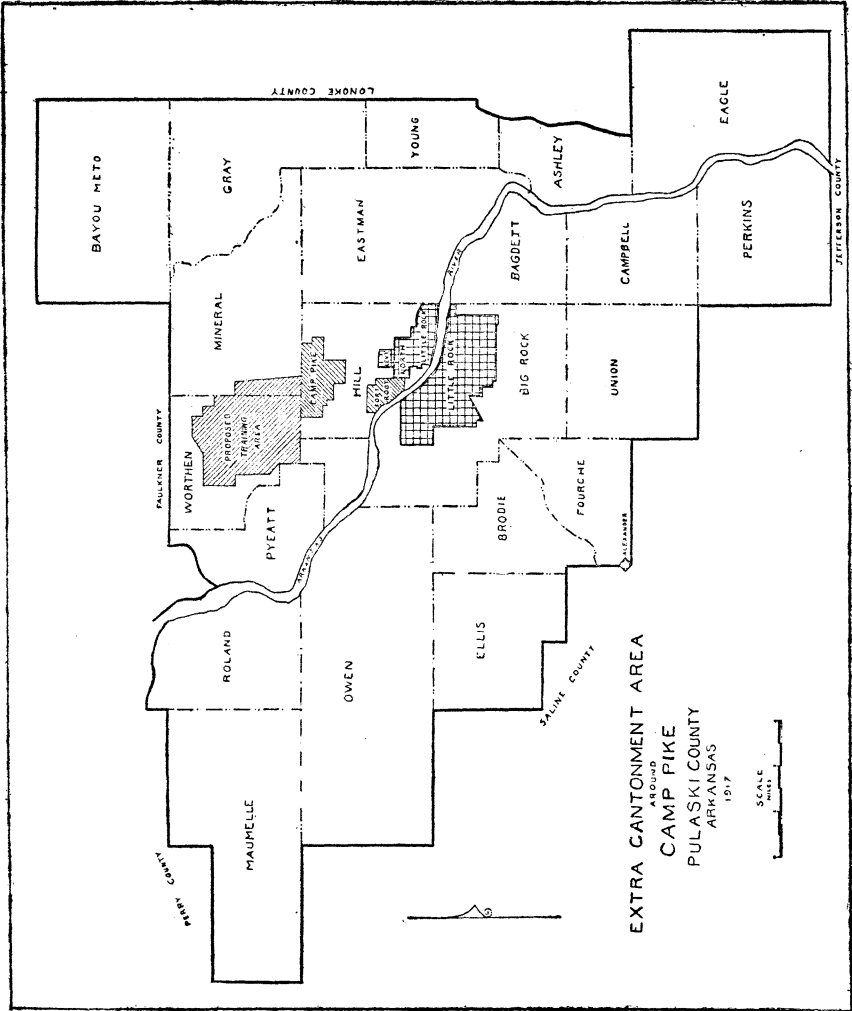 EXTRA CANTONMENT AREA
AROUND
CAMP PIKE
PULASKI COUNTY
ARKANSAS
1917
SCALE
MILES
LONOKE COUNTY
FAULKNER COUNTY
PERRY COUNTY
SALINE COUNTY
JEFFERSON COUNTY
BAYOU METO
GRAY
YOUNG
EAGLE
ASHLEY
EASTMAN
MINERAL
BAGDETT
CAMPBELL
PERKINS
WORTHEN
PROPOSED
TRAINING
AREA
CAMP PIKE
HILL
NORTH
LITTLE ROCK
LITTLE ROCK
BIG ROCK
UNION
PYEATT
ARKANSAS
RIVER
BRODIE
FOURCHE
ALEXANDER
ROLAND
OWEN
ELLIS
MAUMELLE